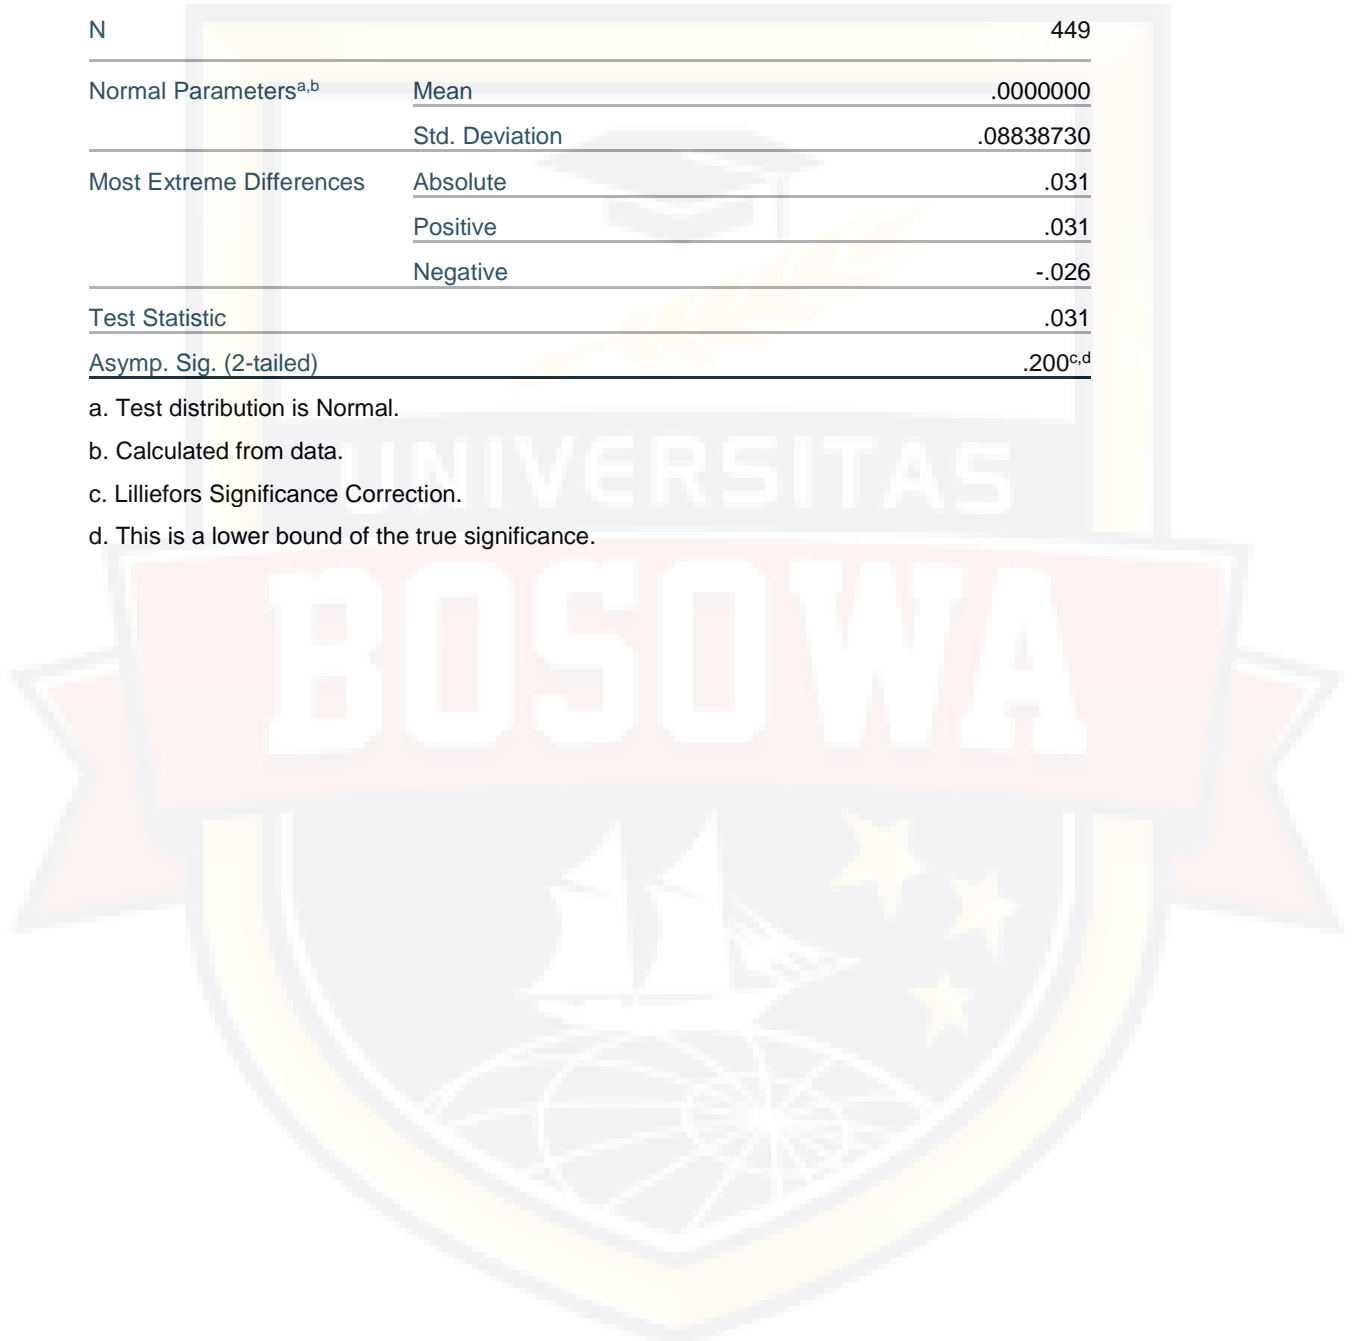 N 449
Normal Parametersa,b Mean .0000000
Std. Deviation .08838730
Most Extreme Differences Absolute .031
Positive .031
Negative -.026
Test Statistic .031
Asymp. Sig. (2-tailed) .200c,d
a. Test distribution is Normal.
b. Calculated from data.
c. Lilliefors Significance Correction.
d. This is a lower bound of the true significance.
UNIVERSITAS
BOSOWA